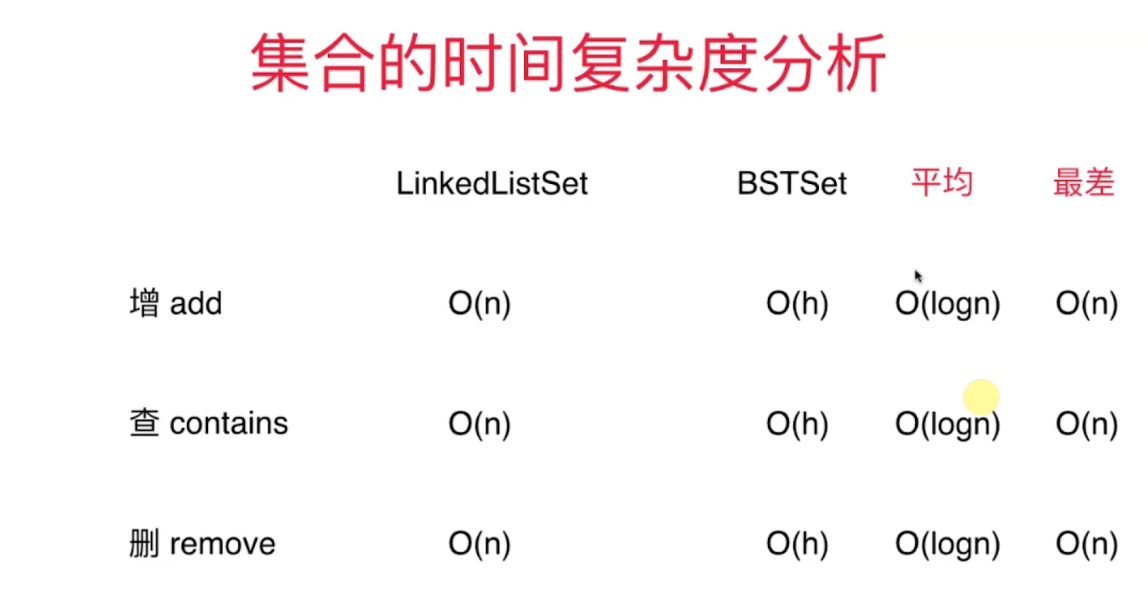 集合的时间复杂度分析
LinkedListSet BSTSet 平均 最差
增 add O(n) O(h) O(logn) O(n)
查 contains O(n) O(h) O(logn) O(n)
删 remove O(n) O(h) O(logn) O(n)